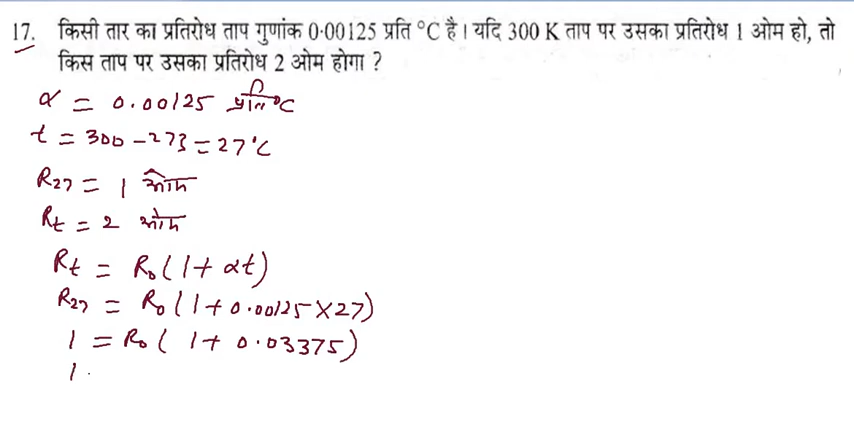 17. किसी तार का प्रतिरोध ताप गुणांक 0·00125 प्रति °C है। यदि 300 K ताप पर उसका प्रतिरोध 1 ओम हो, तो
किस ताप पर उसका प्रतिरोध 2 ओम होगा ?
α = 0.00125 प्रति °C
t = 300 - 273 = 27°C
R₂₇ = 1 ओम
Rt = 2 ओम
Rt = R₀ ( 1 + αt )
R₂₇ = R₀ ( 1 + 0.00125 × 27 )
1 = R₀ ( 1 + 0.03375 )
1 .